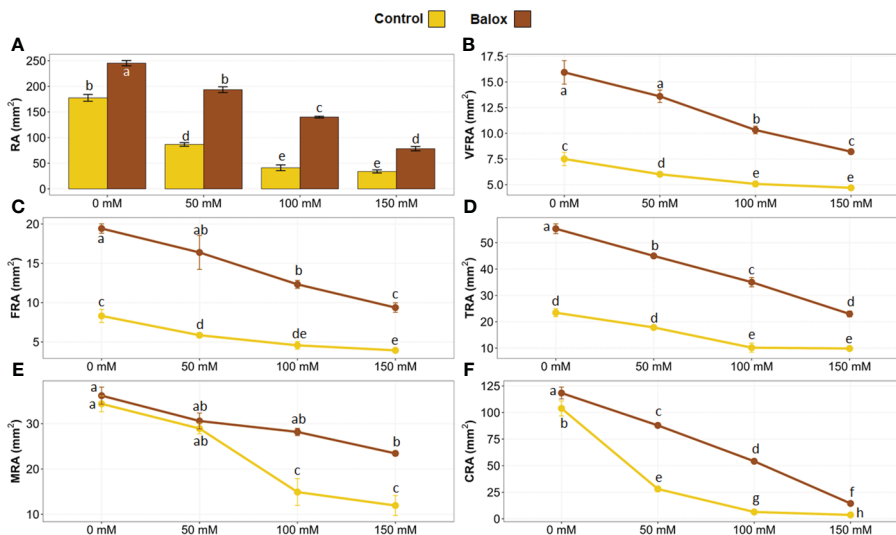 Control Balox
A
RA (mm²)
250
200
150
100
50
0
b
a
d
b
e
c
e
d
0 mM 50 mM 100 mM 150 mM
B
VFRA (mm²)
17.5
15.0
12.5
10.0
7.5
5.0
a
a
b
c
c
d
e
e
0 mM 50 mM 100 mM 150 mM
C
FRA (mm²)
20
15
10
5
a
ab
b
c
c
d
de
e
0 mM 50 mM 100 mM 150 mM
D
TRA (mm²)
50
40
30
20
10
a
b
c
d
d
d
e
e
0 mM 50 mM 100 mM 150 mM
E
MRA (mm²)
30
20
10
a
ab
ab
b
a
ab
c
c
0 mM 50 mM 100 mM 150 mM
F
CRA (mm²)
125
100
75
50
25
0
a
c
d
f
b
e
g
h
0 mM 50 mM 100 mM 150 mM